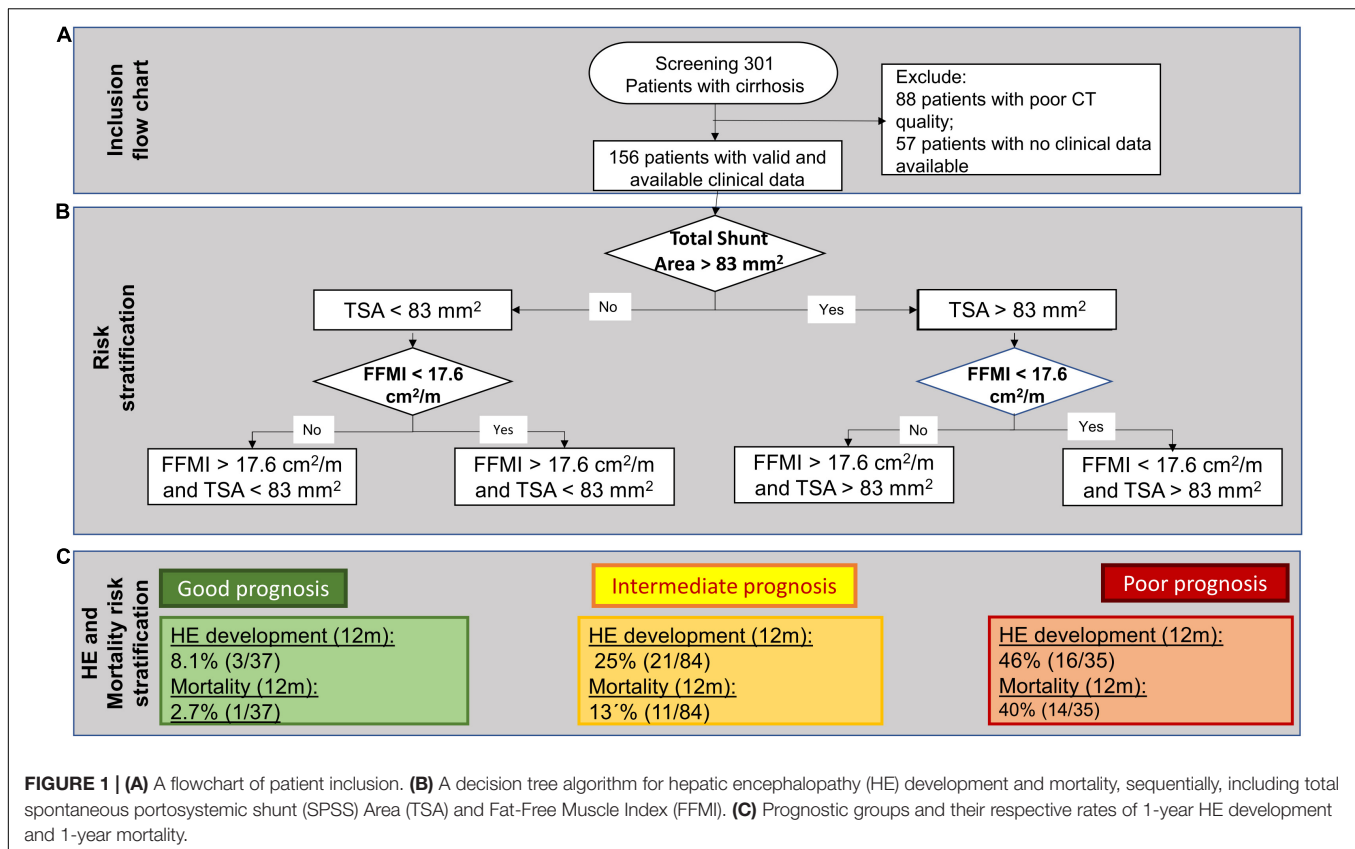 A
Inclusion
flow chart
Screening 301
Patients with cirrhosis
Exclude:
88 patients with poor CT
quality;
57 patients with no clinical data
available
156 patients with valid and
available clinical data
B
Risk
stratification
Total Shunt
Area > 83 mm²
No
Yes
TSA < 83 mm²
TSA > 83 mm²
FFMI < 17.6
cm²/m
FFMI < 17.6
cm²/m
No
Yes
No
Yes
FFMI > 17.6 cm²/m
and TSA < 83 mm²
FFMI > 17.6 cm²/m
and TSA < 83 mm²
FFMI > 17.6 cm²/m
and TSA > 83 mm²
FFMI < 17.6 cm²/m
and TSA > 83 mm²
C
HE and
Mortality risk
stratification
Good prognosis
HE development (12m):
8.1% (3/37)
Mortality (12m):
2.7% (1/37)
Intermediate prognosis
HE development (12m):
25% (21/84)
Mortality (12m):
13´% (11/84)
Poor prognosis
HE development (12m):
46% (16/35)
Mortality (12m):
40% (14/35)
FIGURE 1 | (A) A flowchart of patient inclusion. (B) A decision tree algorithm for hepatic encephalopathy (HE) development and mortality, sequentially, including total
spontaneous portosystemic shunt (SPSS) Area (TSA) and Fat-Free Muscle Index (FFMI). (C) Prognostic groups and their respective rates of 1-year HE development
and 1-year mortality.